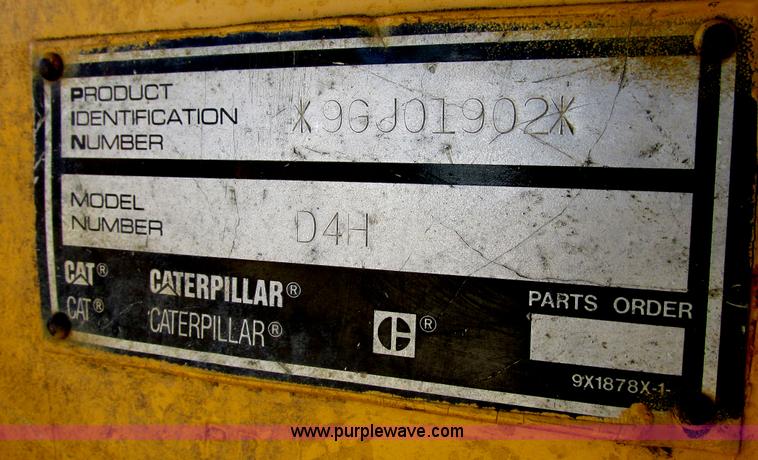 PRODUCT
IDENTIFICATION
NUMBER
*9GJ01902*
MODEL
NUMBER
D4H
CAT®
CATERPILLAR®
CAT®
CATERPILLAR®
C®
PARTS ORDER
9X1878X-1-
www.purplewave.com